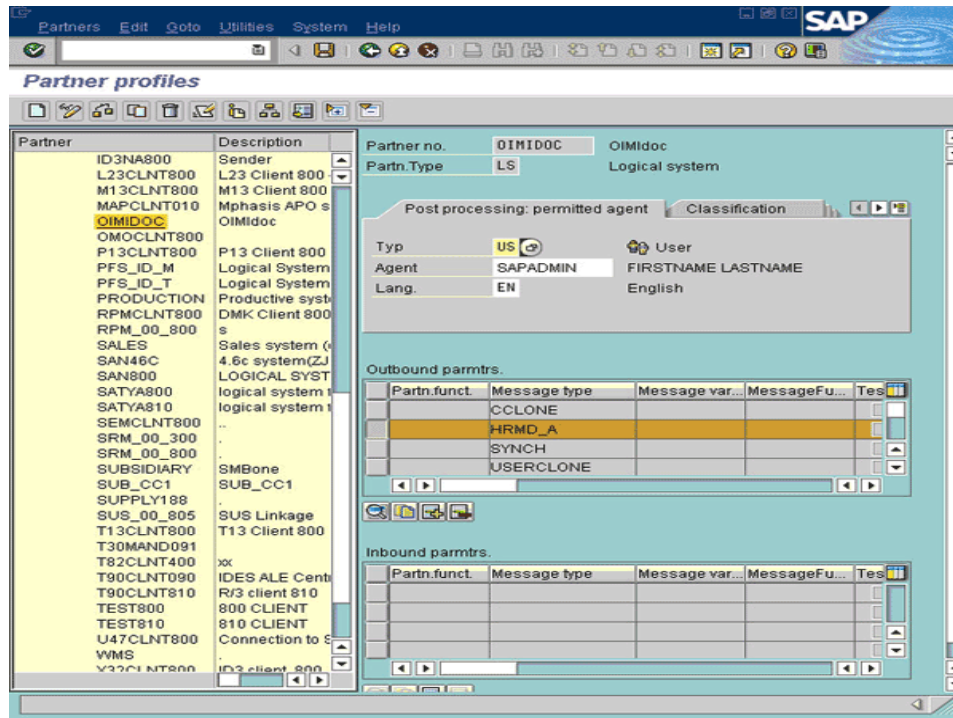 Partners Edit Goto Utilities System Help
SAP
Partner profiles
Partner Description
ID3NA800 Sender
L23CLNT800 L23 Client 800
M13CLNT800 M13 Client 800
MAPCLNT010 Mphasis APO s
OIMIDOC OIMIdoc
OMOCLNT800
P13CLNT800 P13 Client 800
PFS_ID_M Logical System
PFS_ID_T Logical System
PRODUCTION Productive syst
RPMCLNT800 DMK Client 800
RPM_00_800 s
SALES Sales system (
SAN46C 4.6c system(ZJ
SAN800 LOGICAL SYST
SATYA800 logical system t
SATYA810 logical system t
SEMCLNT800 ..
SRM_00_300 .
SRM_00_800 .
SUBSIDIARY SMBone
SUB_CC1 SUB_CC1
SUPPLY188 .
SUS_00_805 SUS Linkage
T13CLNT800 T13 Client 800
T30MAND091
T82CLNT400 xx
T90CLNT090 IDES ALE Cent
T90CLNT810 R/3 client 810
TEST800 800 CLIENT
TEST810 810 CLIENT
U47CLNT800 Connection to S
WMS .
Partner no. OIMIDOC OIMIdoc
Partn.Type LS Logical system
Post processing: permitted agent Classification
Typ US User
Agent SAPADMIN FIRSTNAME LASTNAME
Lang. EN English
Outbound parmtrs.
Partn.funct. Message type Message var... MessageFu... Tes
CCLONE
HRMD_A
SYNCH
USERCLONE
Inbound parmtrs.
Partn.funct. Message type Message var... MessageFu... Tes